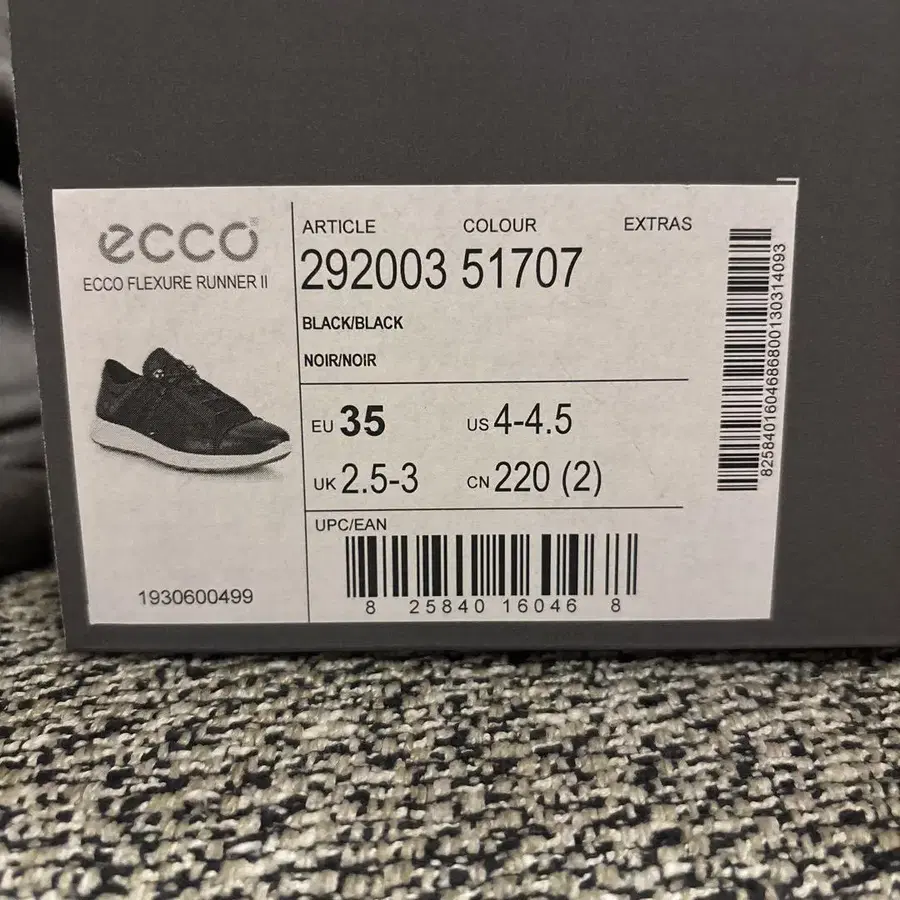 ecco®
ECCO FLEXURE RUNNER II
1930600499
ARTICLE COLOUR EXTRAS
292003 51707
BLACK/BLACK
NOIR/NOIR
EU 35 US 4-4.5
UK 2.5-3 CN 220 (2)
UPC/EAN
8 25840 16046 8
8258401604686800130314093